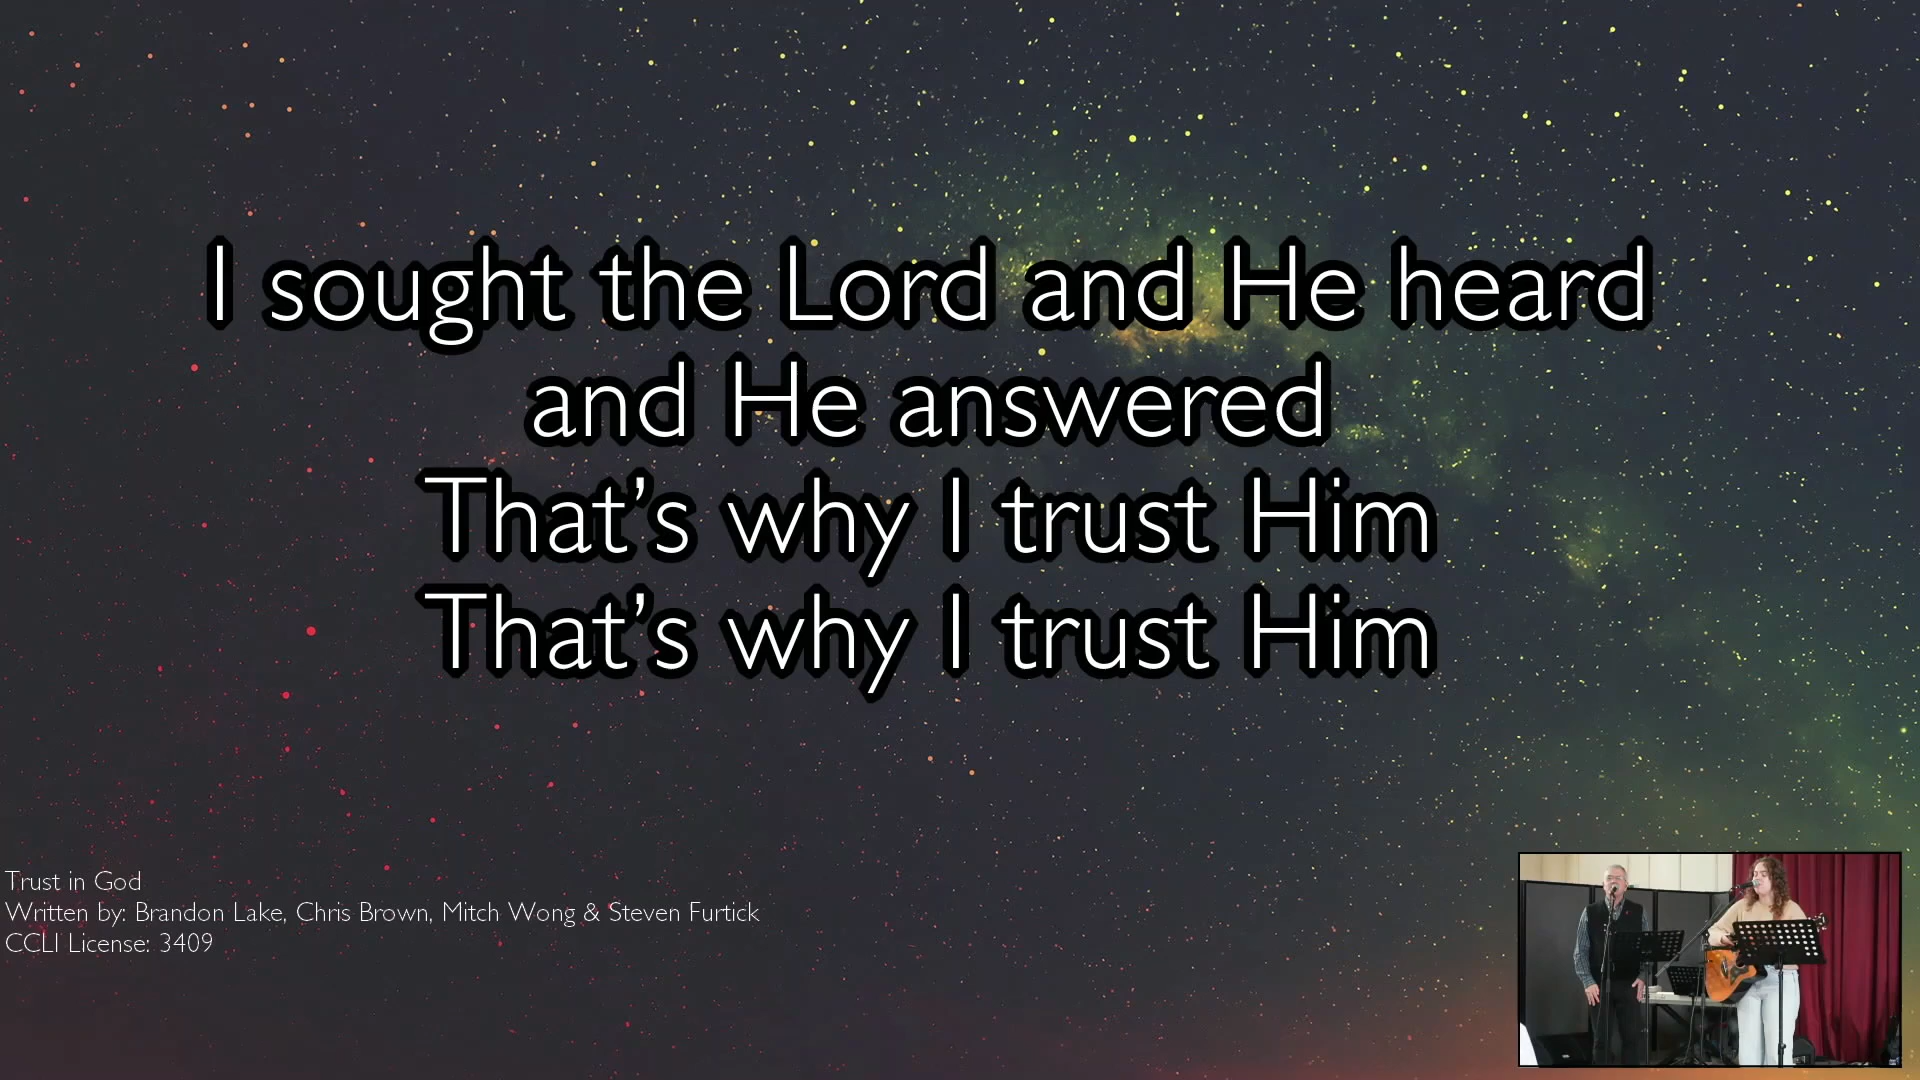 I sought the Lord and He heard
and He answered
That’s why I trust Him
That’s why I trust Him
Trust in God
Written by: Brandon Lake, Chris Brown, Mitch Wong & Steven Furtick
CCLI License: 3409